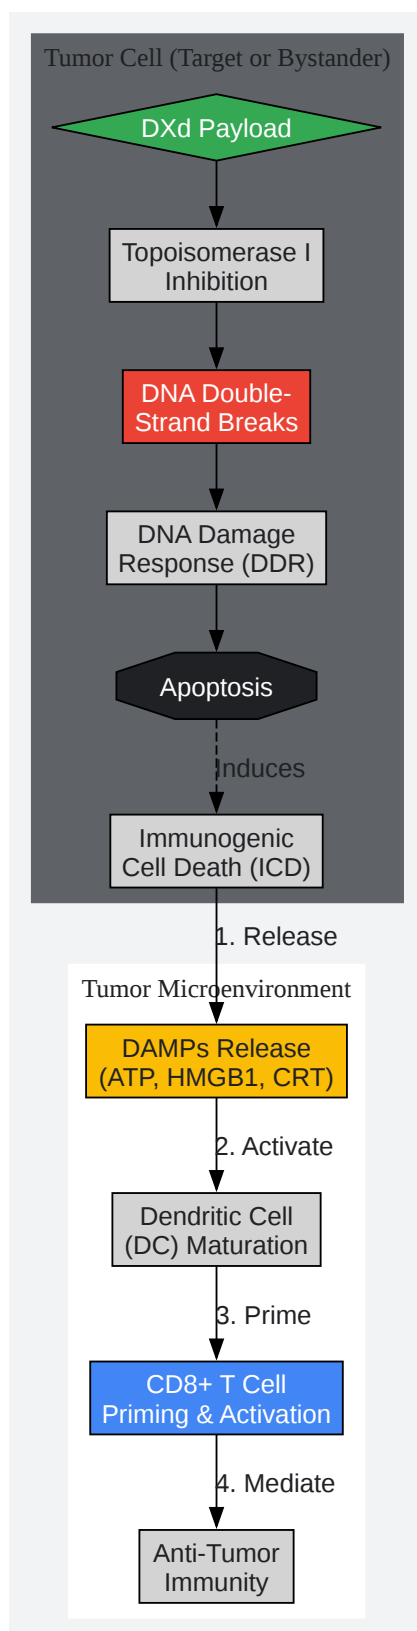 Tumor Cell (Target or Bystander)
DXd Payload
Topoisomerase I
Inhibition
DNA Double-
Strand Breaks
DNA Damage
Response (DDR)
Apoptosis
Induces
Immunogenic
Cell Death (ICD)
1. Release
Tumor Microenvironment
DAMPs Release
(ATP, HMGB1, CRT)
2. Activate
Dendritic Cell
(DC) Maturation
3. Prime
CD8+ T Cell
Priming & Activation
4. Mediate
Anti-Tumor
Immunity